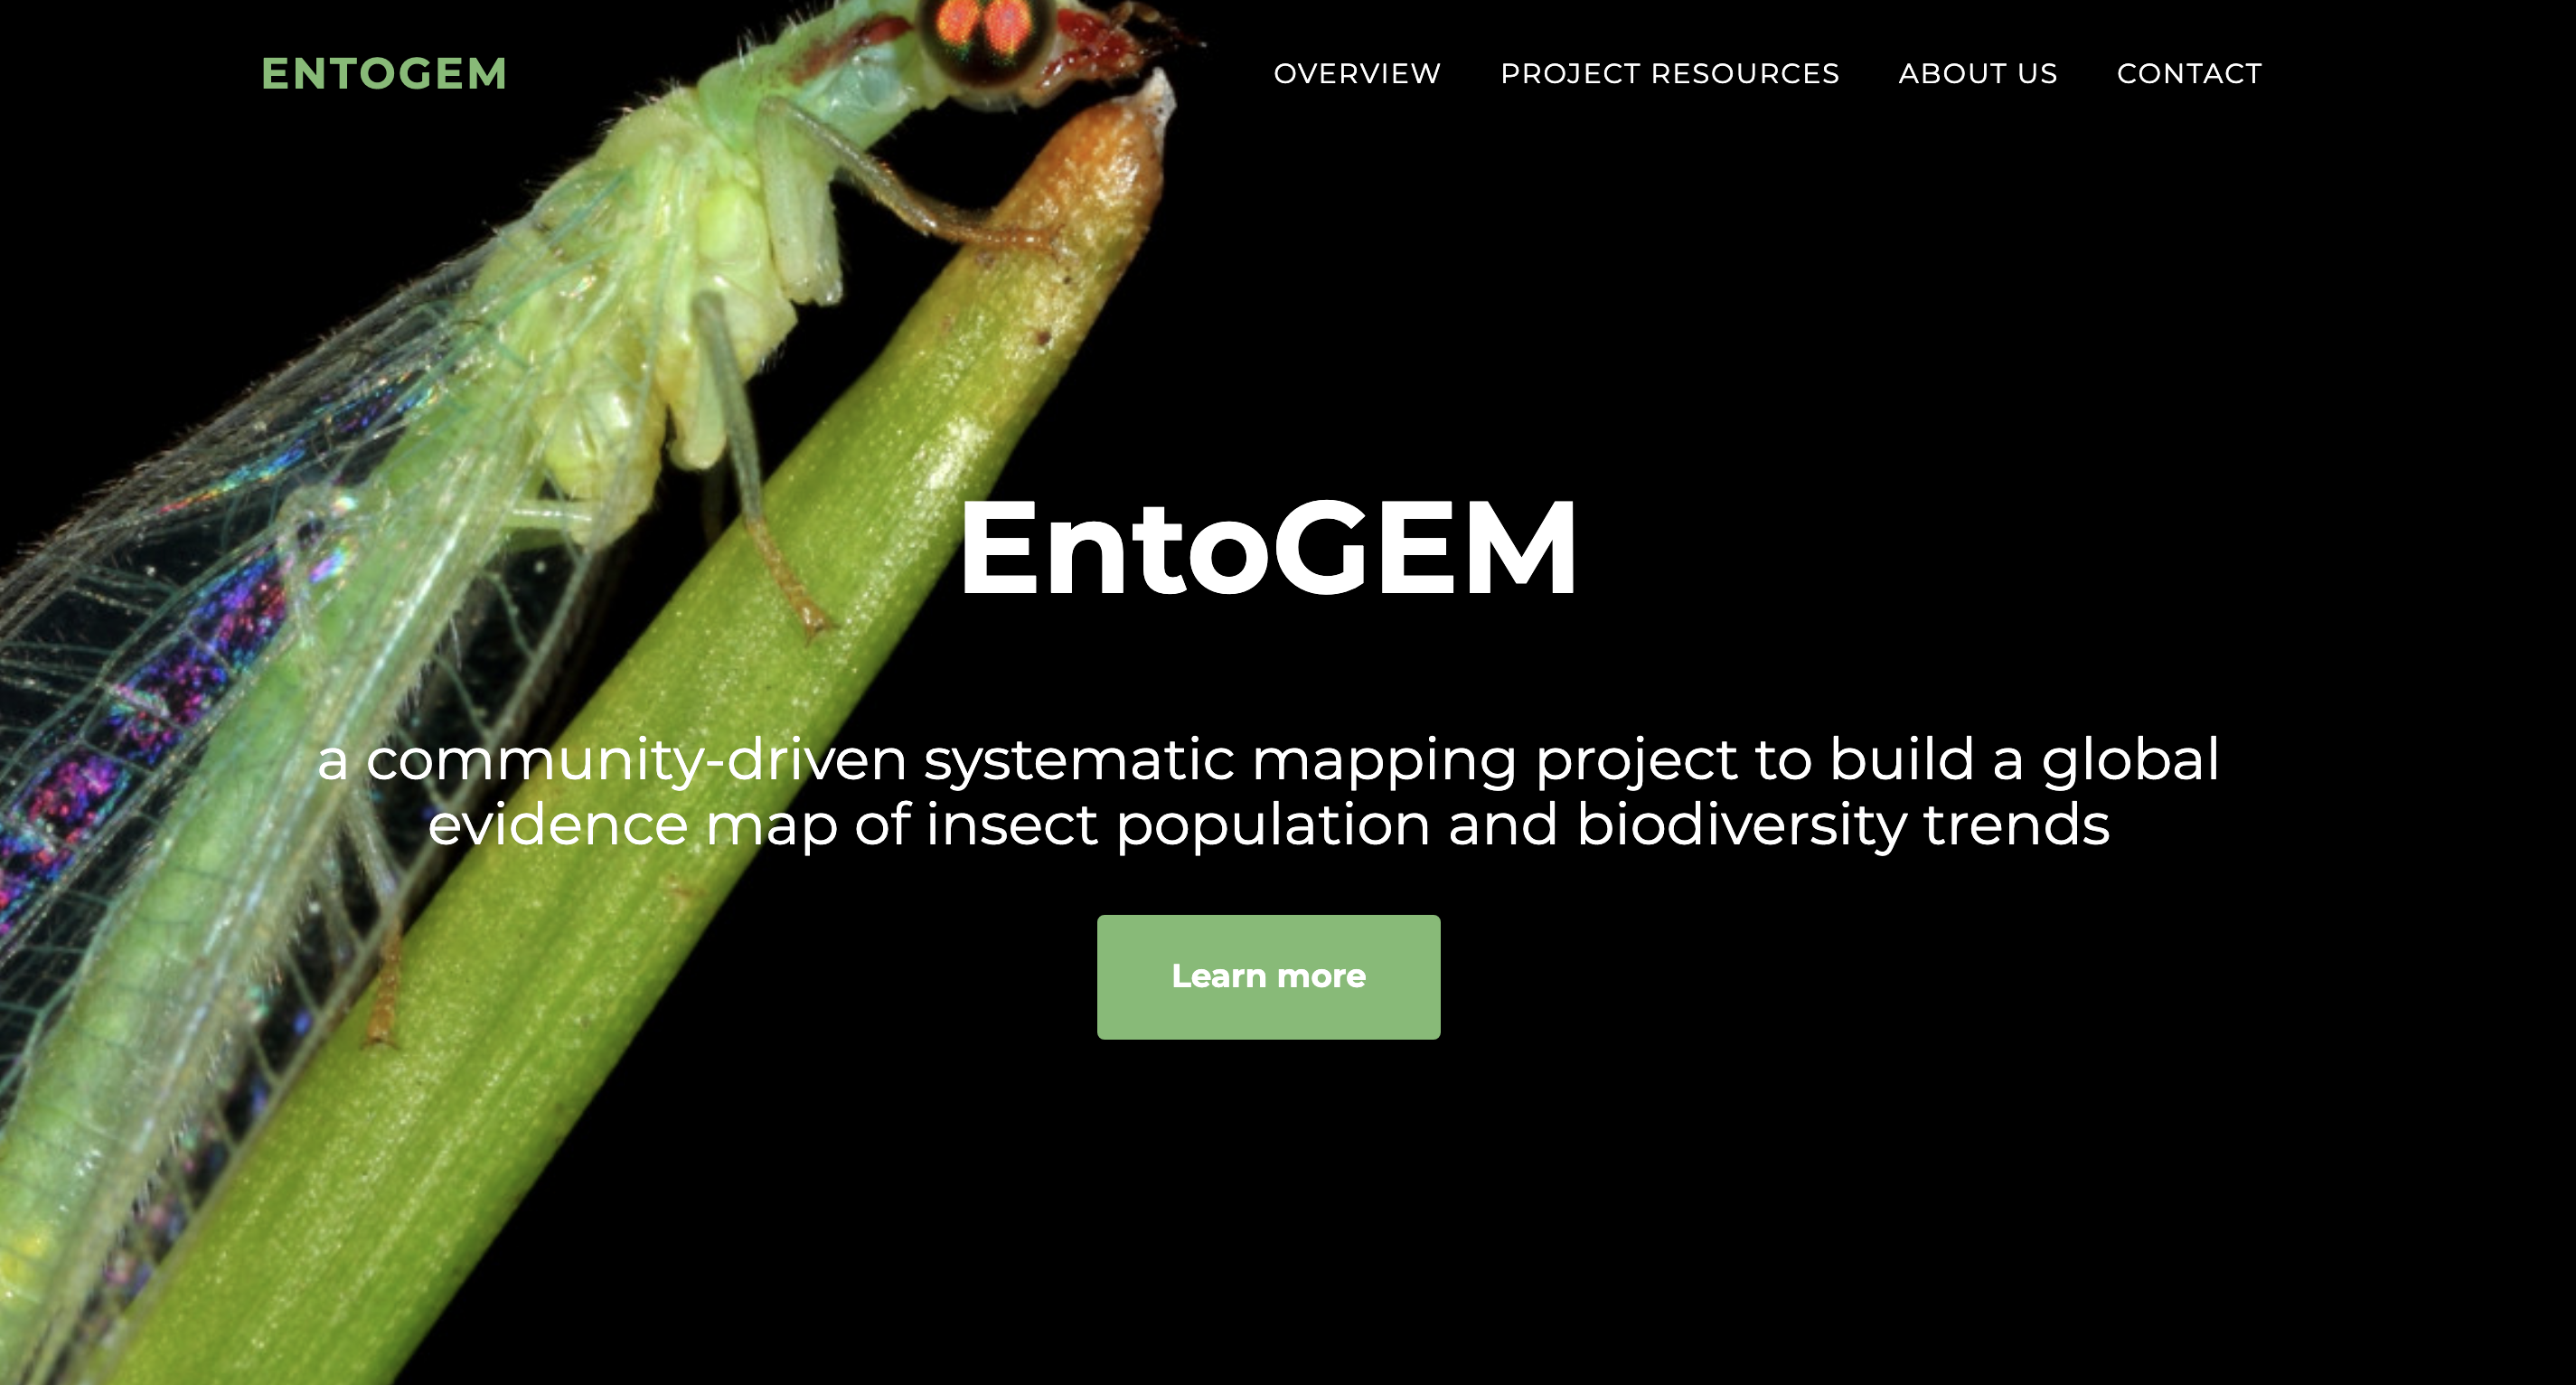 ENTOGEM
OVERVIEW
PROJECT RESOURCES
ABOUT US
CONTACT
EntoGEM
a community-driven systematic mapping project to build a global
evidence map of insect population and biodiversity trends
Learn more